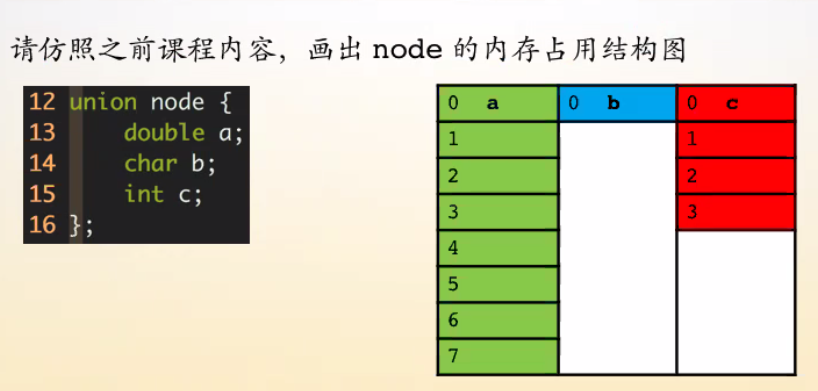 请仿照之前课程内容，画出 node 的内存占用结构图
12 union node {
13     double a;
14     char b;
15     int c;
16 };
0 a 0 b 0 c
1 1
2 2
3 3
4
5
6
7